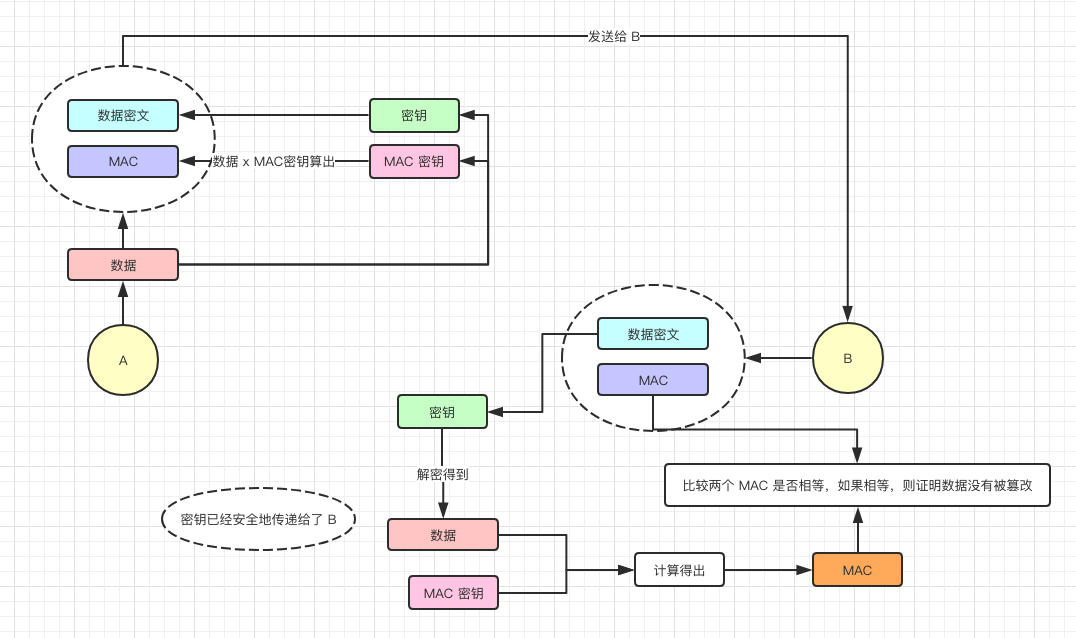 发送给 B
数据密文
密钥
MAC
数据 x MAC密钥算出
MAC 密钥
数据
A
数据密文
B
MAC
密钥
解密得到
比较两个 MAC 是否相等，如果相等，则证明数据没有被篡改
密钥已经安全地传递给了 B
数据
计算得出
MAC
MAC 密钥